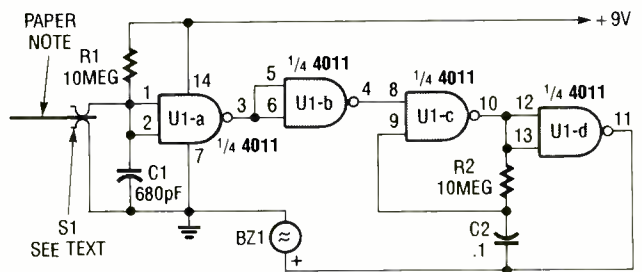 PAPER
NOTE
R1
10MEG
+9V
1
2
14
U1-a
3
7
1/4 4011
5
6
1/4 4011
U1-b
4
8
9
1/4 4011
U1-c
10
12
13
1/4 4011
U1-d
11
C1
680pF
S1
SEE TEXT
BZ1
+
R2
10MEG
C2
.1